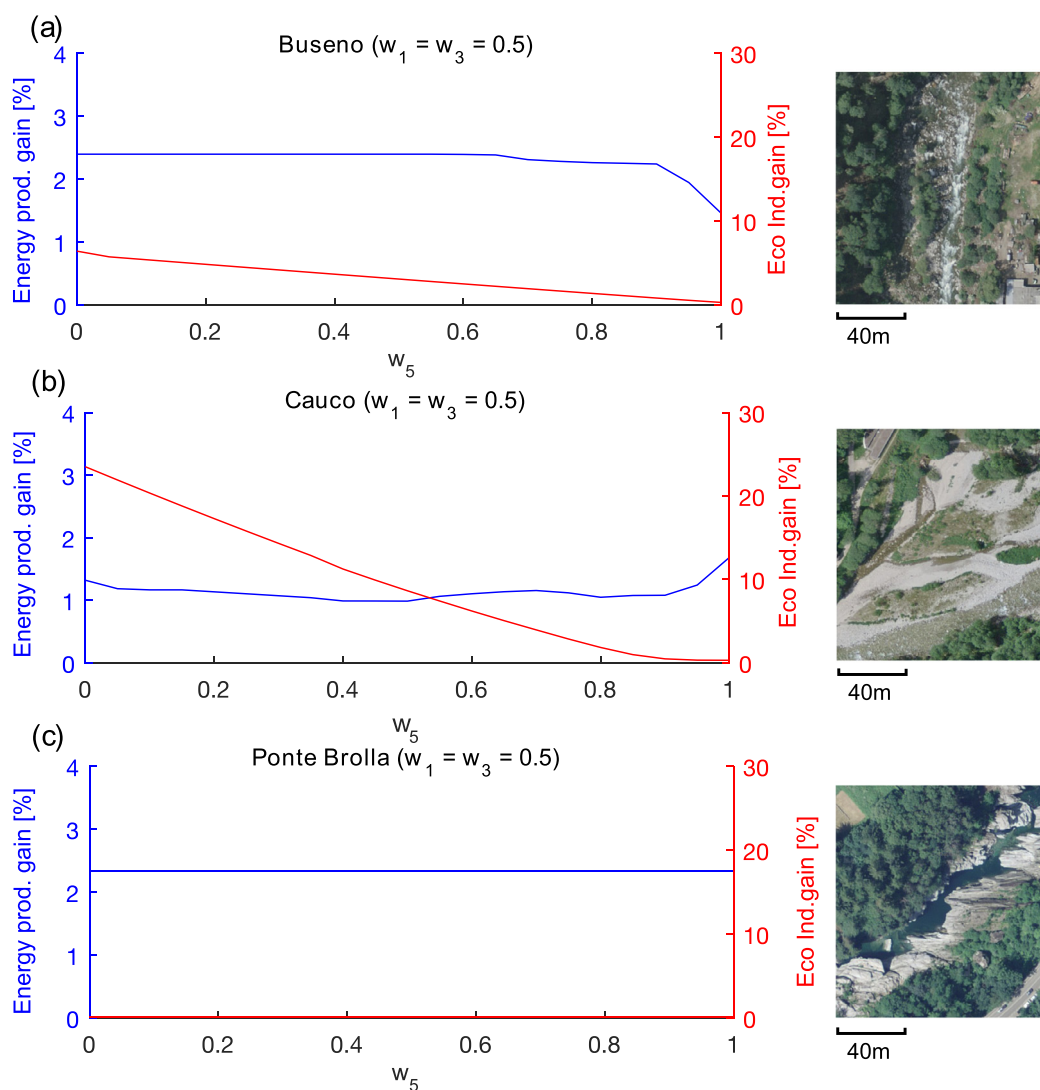 (a)
Buseno (w1 = w3 = 0.5)
Energy prod. gain [%]
4
3
2
1
0
Eco Ind.gain [%]
30
20
10
0
0 0.2 0.4 0.6 0.8 1
w5
40m
(b)
Cauco (w1 = w3 = 0.5)
Energy prod. gain [%]
4
3
2
1
0
Eco Ind.gain [%]
30
20
10
0
0 0.2 0.4 0.6 0.8 1
w5
40m
(c)
Ponte Brolla (w1 = w3 = 0.5)
Energy prod. gain [%]
4
3
2
1
0
Eco Ind.gain [%]
30
20
10
0
0 0.2 0.4 0.6 0.8 1
w5
40m